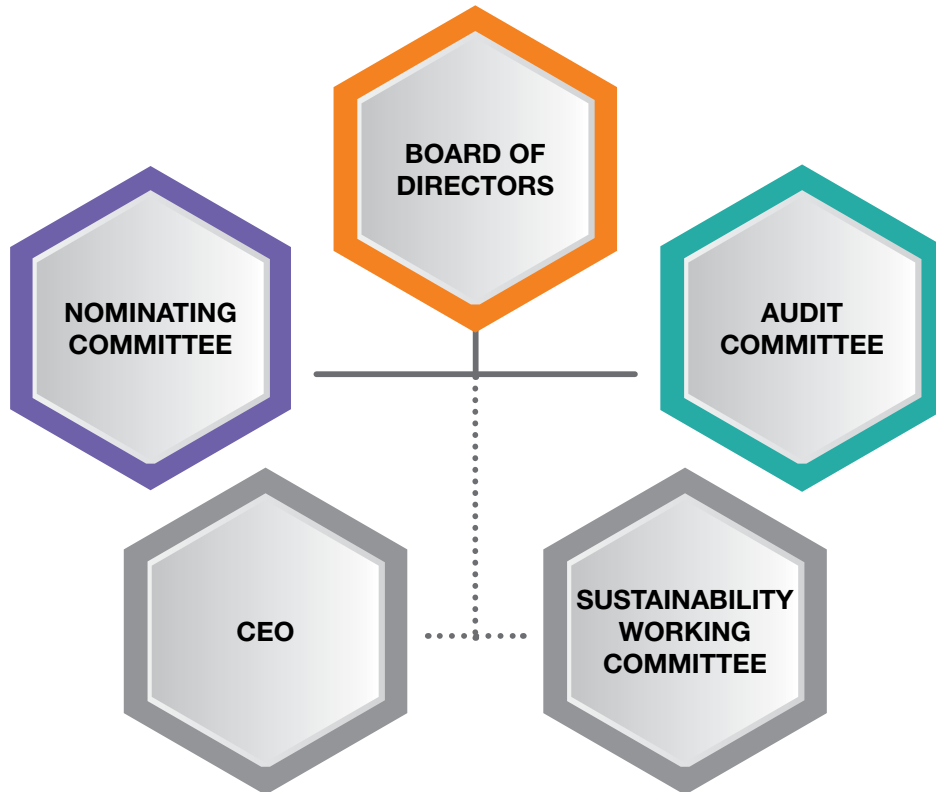 BOARD OF
DIRECTORS
NOMINATING
COMMITTEE
AUDIT
COMMITTEE
CEO
SUSTAINABILITY
WORKING
COMMITTEE